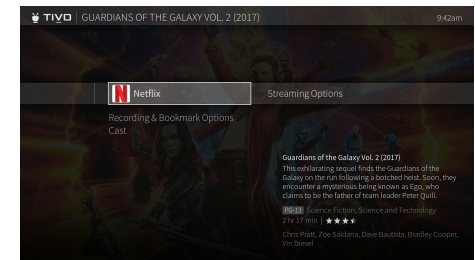 TIVO GUARDIANS OF THE GALAXY VOL. 2 (2017) 9:42am
Netflix Streaming Options
Recording & Bookmark Options
Cast
Guardians of the Galaxy Vol. 2 (2017)
This exhilarating sequel finds the Guardians of the
Galaxy on the run following a botched heist. Soon, they
encounter a mysterious being known as Ego, who
claims to be the father of team leader Peter Quill.
PG-13 Science Fiction, Science and Technology
2 hr 17 min |
Chris Pratt, Zoe Saldana, Dave Bautista, Bradley Cooper,
Vin Diesel